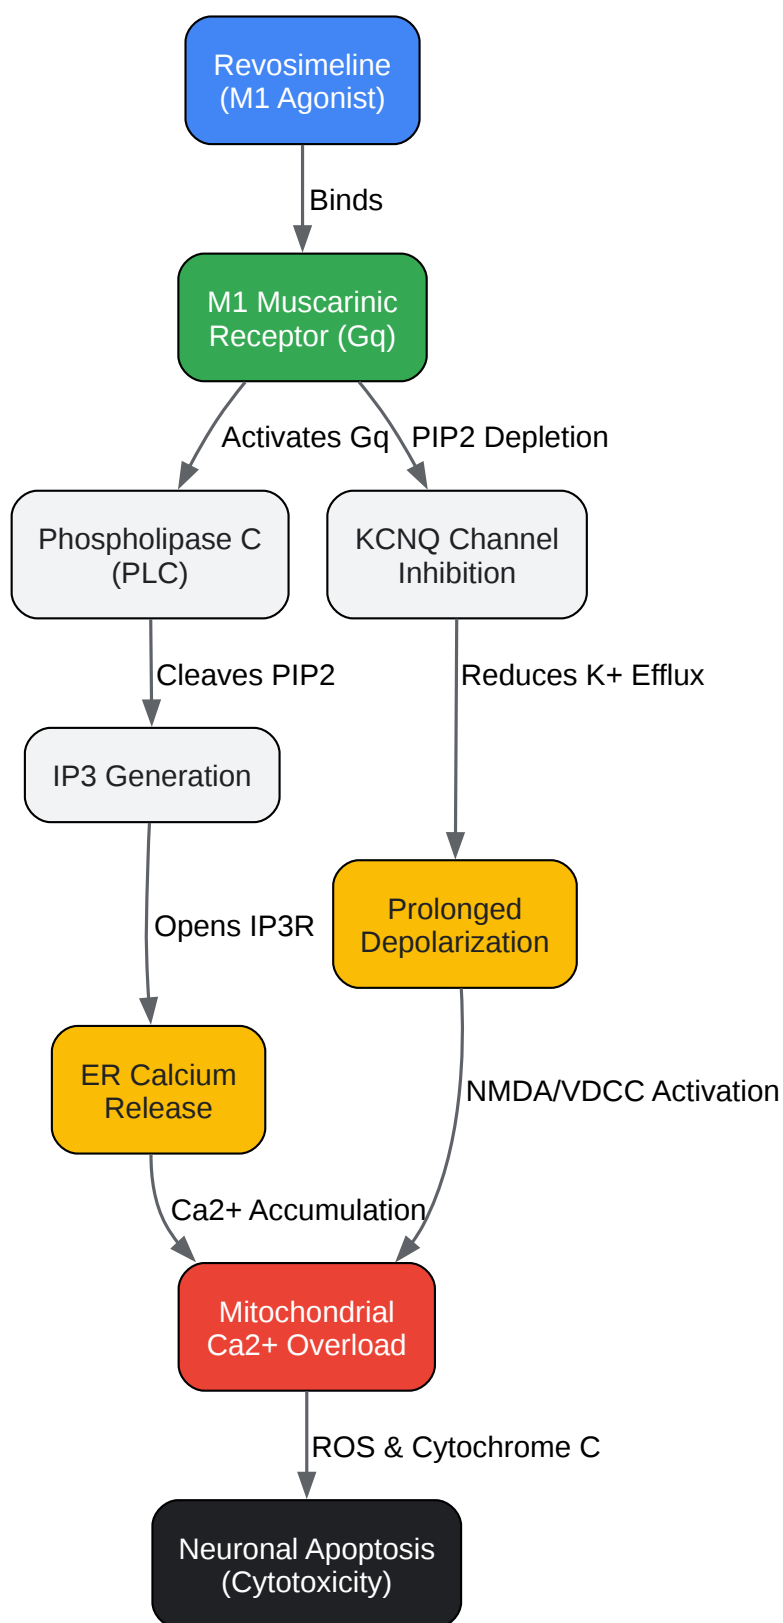 Revosimeline
(M1 Agonist)
Binds
M1 Muscarinic
Receptor (Gq)
Activates Gq
PIP2 Depletion
Phospholipase C
(PLC)
KCNQ Channel
Inhibition
Cleaves PIP2
Reduces K+ Efflux
IP3 Generation
Prolonged
Depolarization
Opens IP3R
ER Calcium
Release
NMDA/VDCC Activation
Ca2+ Accumulation
Mitochondrial
Ca2+ Overload
ROS & Cytochrome C
Neuronal Apoptosis
(Cytotoxicity)